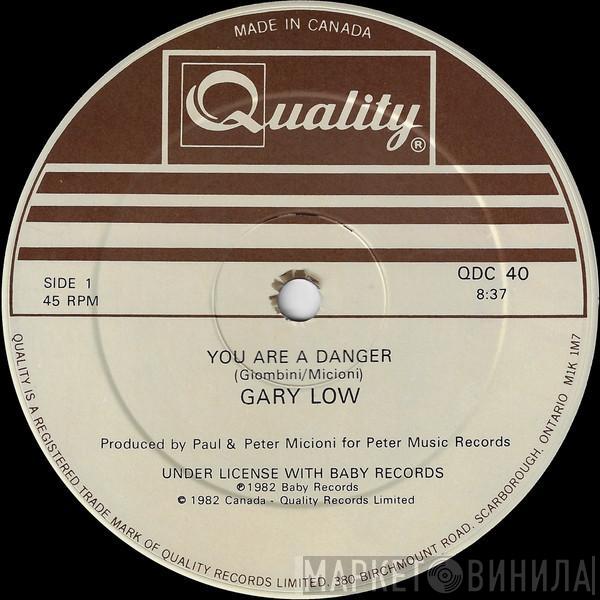 MADE IN CANADA
Quality®
SIDE 1
45 RPM
QDC 40
8:37
YOU ARE A DANGER
(Giombini/Micioni)
GARY LOW
Produced by Paul & Peter Micioni for Peter Music Records
UNDER LICENSE WITH BABY RECORDS
℗1982 Baby Records
© 1982 Canada - Quality Records Limited
QUALITY IS A REGISTERED TRADE MARK OF QUALITY RECORDS LIMITED. 380 BIRCHMOUNT ROAD, SCARBOROUGH, ONTARIO M1K 1M7
МАРКЕТ ВИНИЛА